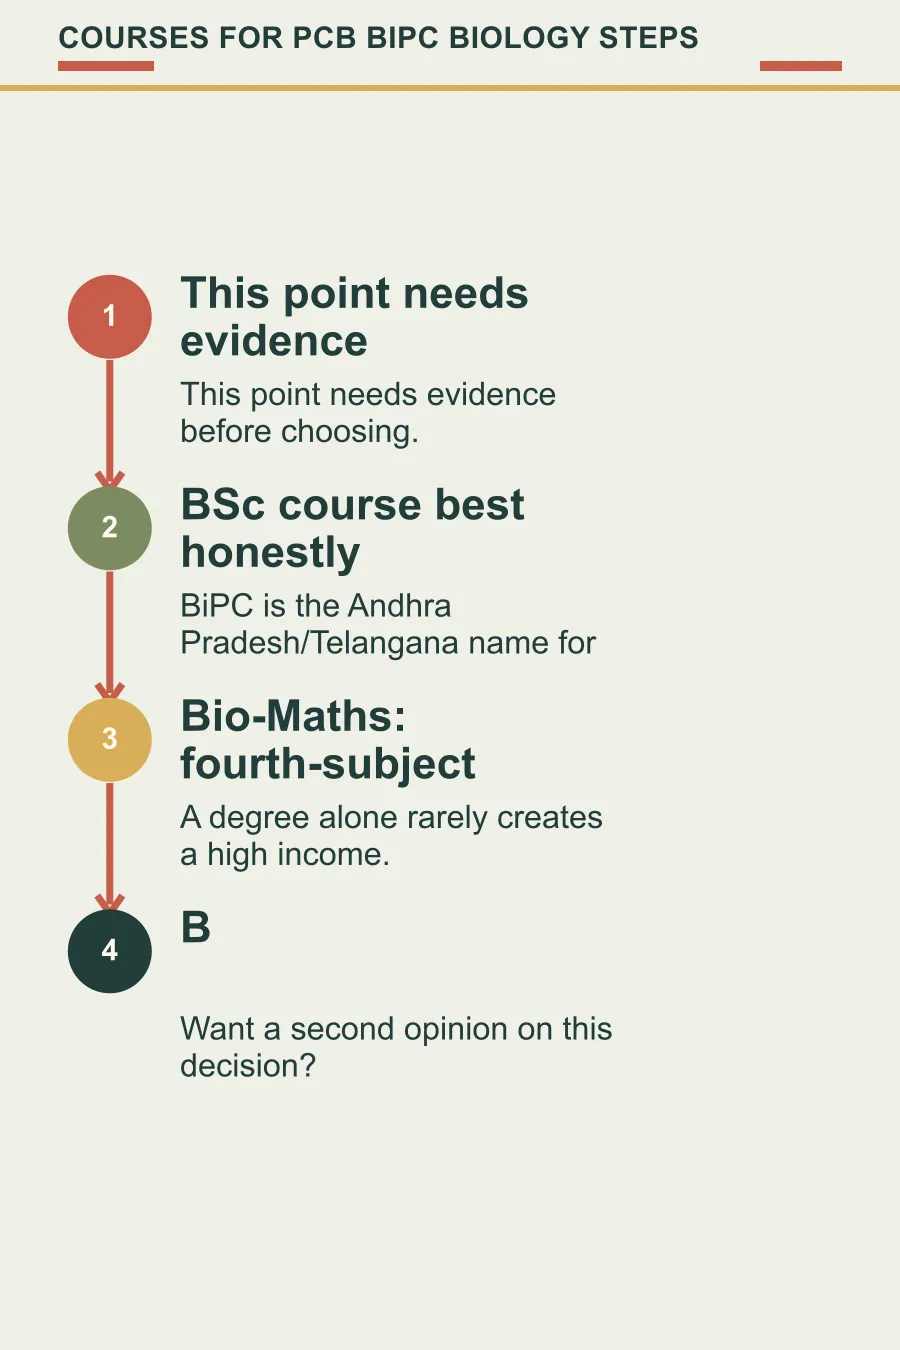 COURSES FOR PCB BIPC BIOLOGY STEPS
1
This point needs
evidence
This point needs evidence
before choosing.
2
BSc course best
honestly
BiPC is the Andhra
Pradesh/Telangana name for
3
Bio-Maths:
fourth-subject
A degree alone rarely creates
a high income.
4
B
Want a second opinion on this
decision?